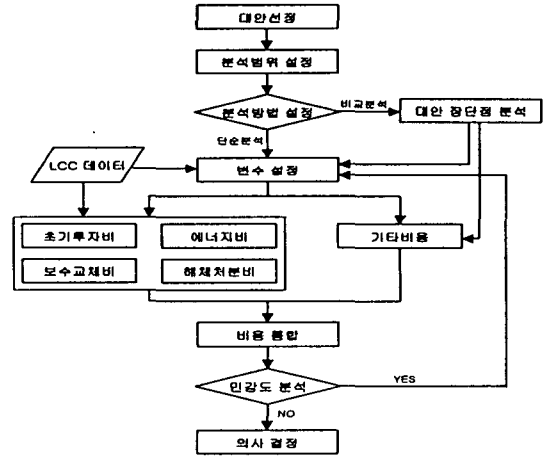 대안선정
분석범위 설정
분석방법 설정
비교분석
대안 장단점 분석
단순분석
LCC 데이터
변수 설정
초기투자비
에너지비
기타비용
보수교체비
해체처분비
비용 통합
민감도 분석
YES
NO
의사 결정